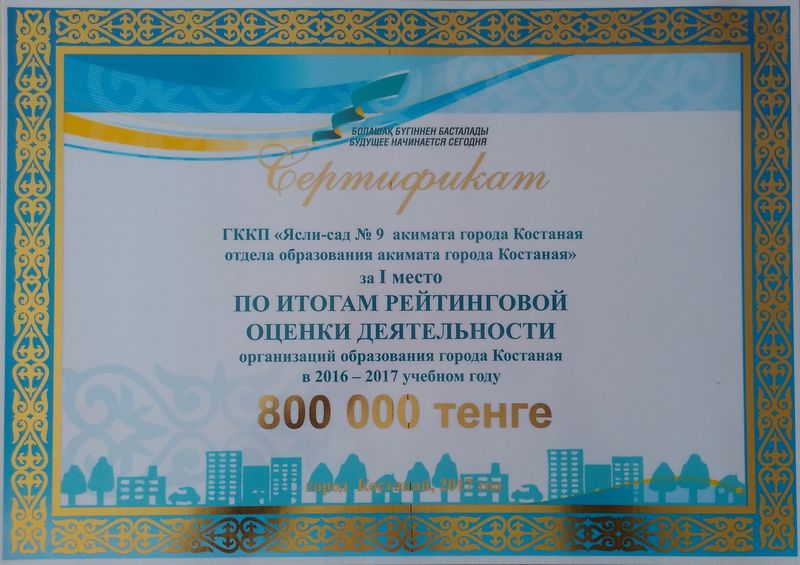 БОЛАШАҚ БҮГІННЕН БАСТАЛАДЫ
БУДУЩЕЕ НАЧИНАЕТСЯ СЕГОДНЯ
Сертификат
ГККП «Ясли-сад № 9 акимата города Костаная
отдела образования акимата города Костаная»
за I место
ПО ИТОГАМ РЕЙТИНГОВОЙ
ОЦЕНКИ ДЕЯТЕЛЬНОСТИ
организаций образования города Костаная
в 2016 – 2017 учебном году
800 000 тенге
город Костанай, 2017 год